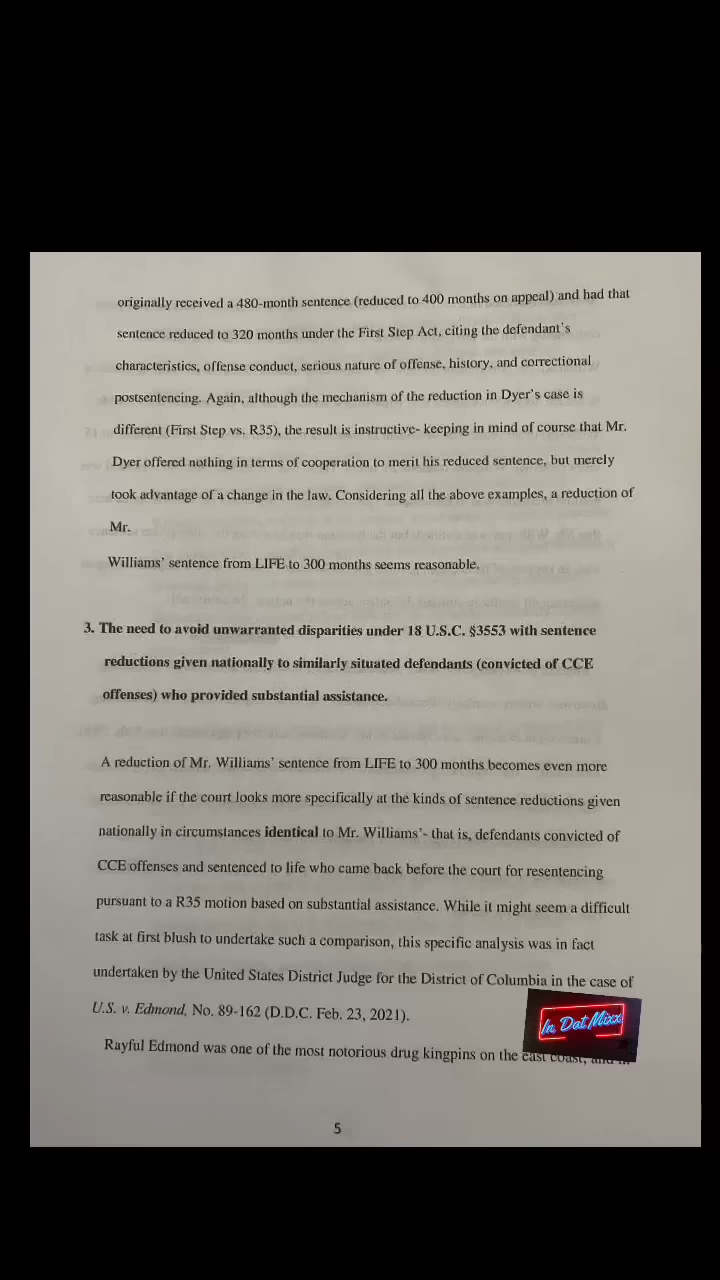 originally received a 480-month sentence (reduced to 400 months on appeal) and had that
sentence reduced to 320 months under the First Step Act, citing the defendant's
characteristics, offense conduct, serious nature of offense, history, and correctional
postsentencing. Again, although the mechanism of the reduction in Dyer's case is
different (First Step vs. R35), the result is instructive- keeping in mind of course that Mr.
Dyer offered nothing in terms of cooperation to merit his reduced sentence, but merely
took advantage of a change in the law. Considering all the above examples, a reduction of
Mr.
Williams' sentence from LIFE to 300 months seems reasonable.
3. The need to avoid unwarranted disparities under 18 U.S.C. §3553 with sentence
reductions given nationally to similarly situated defendants (convicted of CCE
offenses) who provided substantial assistance.
A reduction of Mr. Williams' sentence from LIFE to 300 months becomes even more
reasonable if the court looks more specifically at the kinds of sentence reductions given
nationally in circumstances identical to Mr. Williams'- that is, defendants convicted of
CCE offenses and sentenced to life who came back before the court for resentencing
pursuant to a R35 motion based on substantial assistance. While it might seem a difficult
task at first blush to undertake such a comparison, this specific analysis was in fact
undertaken by the United States District Judge for the District of Columbia in the case of
U.S. v. Edmond, No. 89-162 (D.D.C. Feb. 23, 2021).
In Dat Mixx
Rayful Edmond was one of the most notorious drug kingpins on the east coast,
5